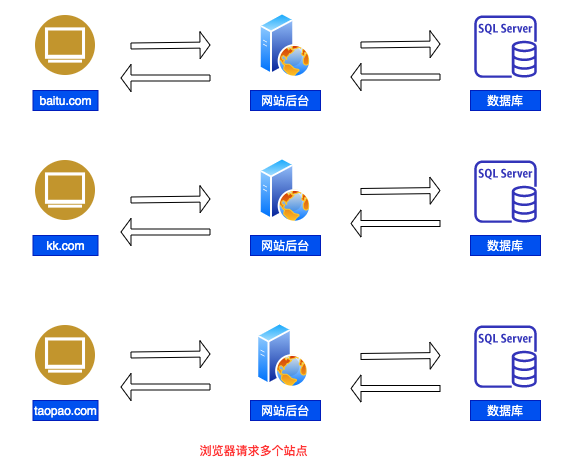 SQL Server
baitu.com 网站后台 数据库
SQL Server
kk.com 网站后台 数据库
SQL Server
taopao.com 网站后台 数据库
浏览器请求多个站点